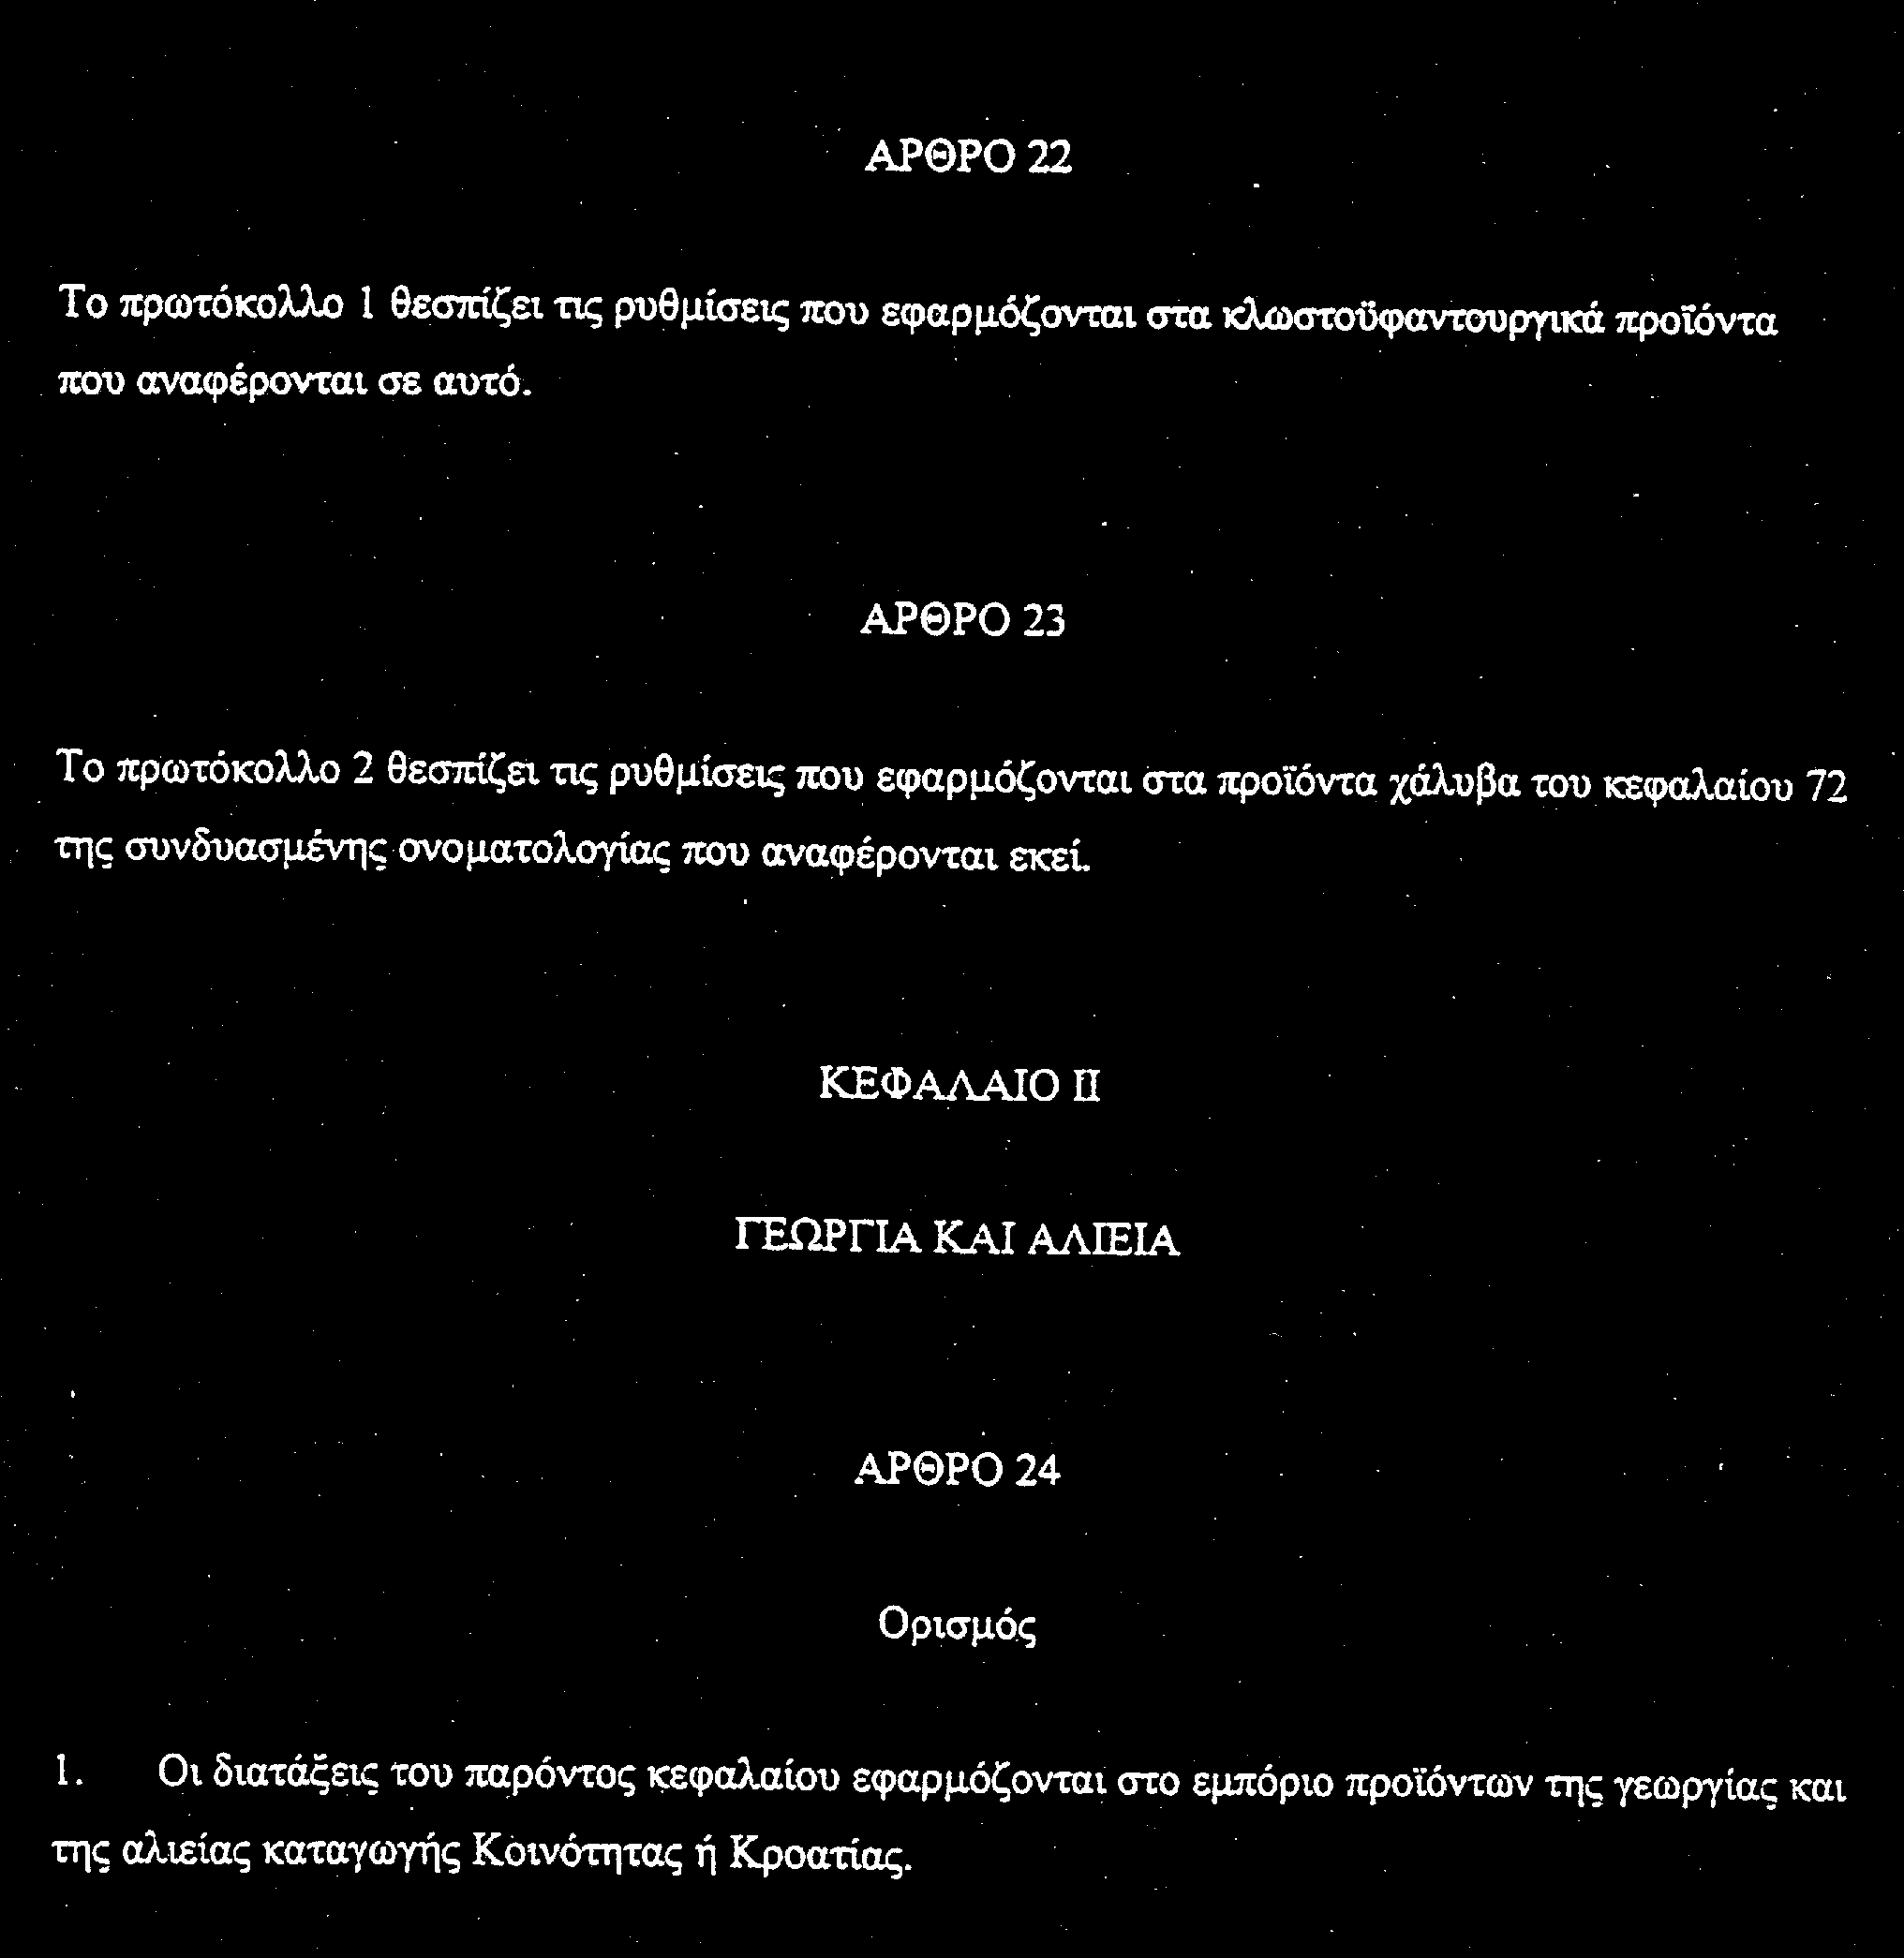 ΑΡΘΡΟ 22
Το πρωτόκολλο 1 θεσπίζει τις ρυθμίσεις που εφαρμόζονται στα κλωστοϋφαντουργικά προϊόντα
που αναφέρονται σε αυτό.
ΑΡΘΡΟ 23
Το πρωτόκολλο 2 θεσπίζει τις ρυθμίσεις που εφαρμόζονται στα προϊόντα χάλυβα του κεφαλαίου 72
της συνδυασμένης ονοματολογίας που αναφέρονται εκεί.
ΚΕΦΑΛΑΙΟ ΙΙ
ΓΕΩΡΓΙΑ ΚΑΙ ΑΛΙΕΙΑ
ΑΡΘΡΟ 24
Ορισμός
1. Οι διατάξεις του παρόντος κεφαλαίου εφαρμόζονται στο εμπόριο προϊόντων της γεωργίας και
της αλιείας καταγωγής Κοινότητας ή Κροατίας.